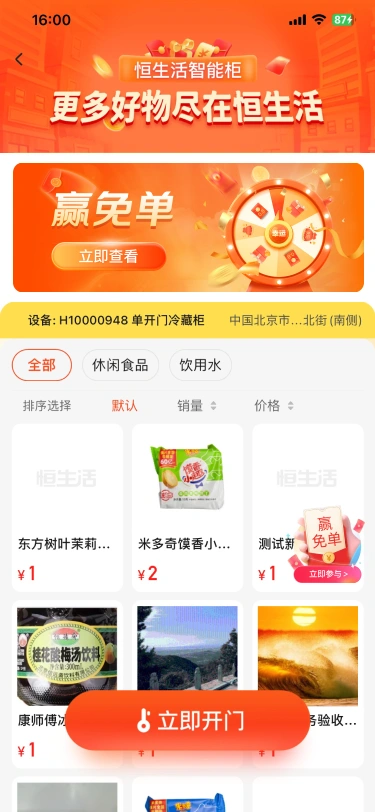 16:00
87
恒生活智能柜
更多好物尽在恒生活
赢免单
立即查看
幸运
设备: H10000948 单开门冷藏柜
中国北京市...北街 (南侧)
全部
休闲食品
饮用水
排序选择
默认
销量
价格
恒生活
恒生活
东方树叶茉莉...
米多奇馍香小...
测试新
¥1
¥2
¥1
赢
免单
立即参与 >
桂花酸梅汤饮料
康师傅冰
务验收...
立即开门
¥1
¥1
¥1